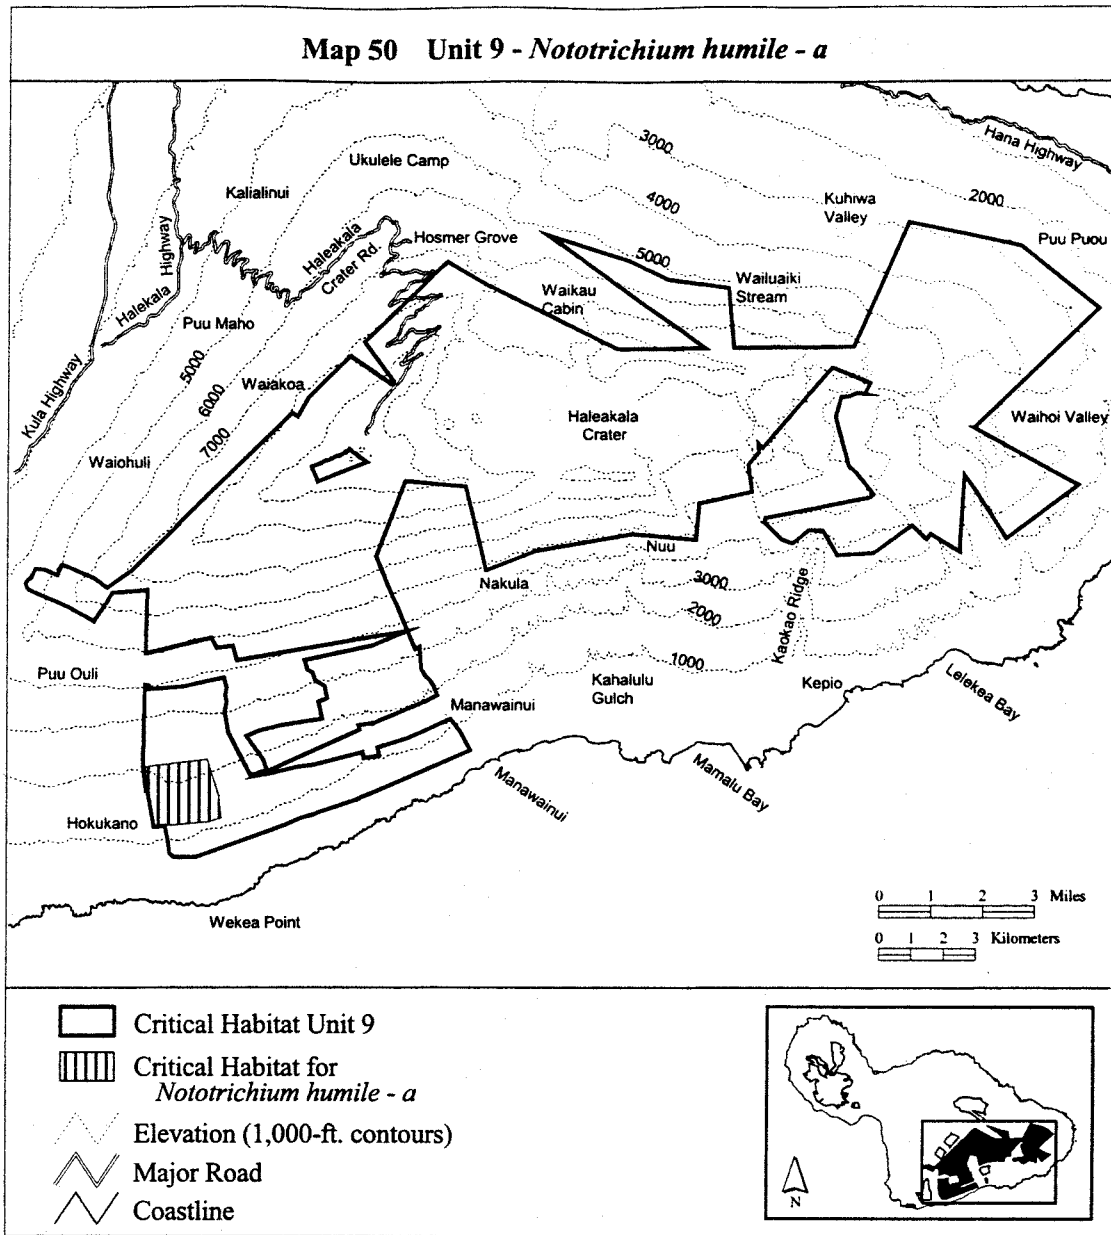 Map 50 Unit 9 - Nototrichium humile - a
Hana Highway
3000
Ukulele Camp
Kalialinui
2000
4000
Kuhiwa
Valley
Haleakala
Crater Rd.
Halekala
Highway
Hosmer Grove
Puu Puou
5000
Wailuaiki
Stream
Waikau
Cabin
Puu Maho
5000
6000
7000
Kula Highway
Waiakoa
Haleakala
Crater
Waihoi Valley
Waiohuli
Nuu
Nakula
3000
2000
1000
Kaokao Ridge
Puu Ouli
Kahalulu
Gulch
Kepio
Lelekea Bay
Manawainui
Mamalu Bay
Manawainui
Hokukano
Wekea Point
0 1 2 3 Miles
0 1 2 3 Kilometers
Critical Habitat Unit 9
Critical Habitat for
Nototrichium humile - a
Elevation (1,000-ft. contours)
Major Road
Coastline
N